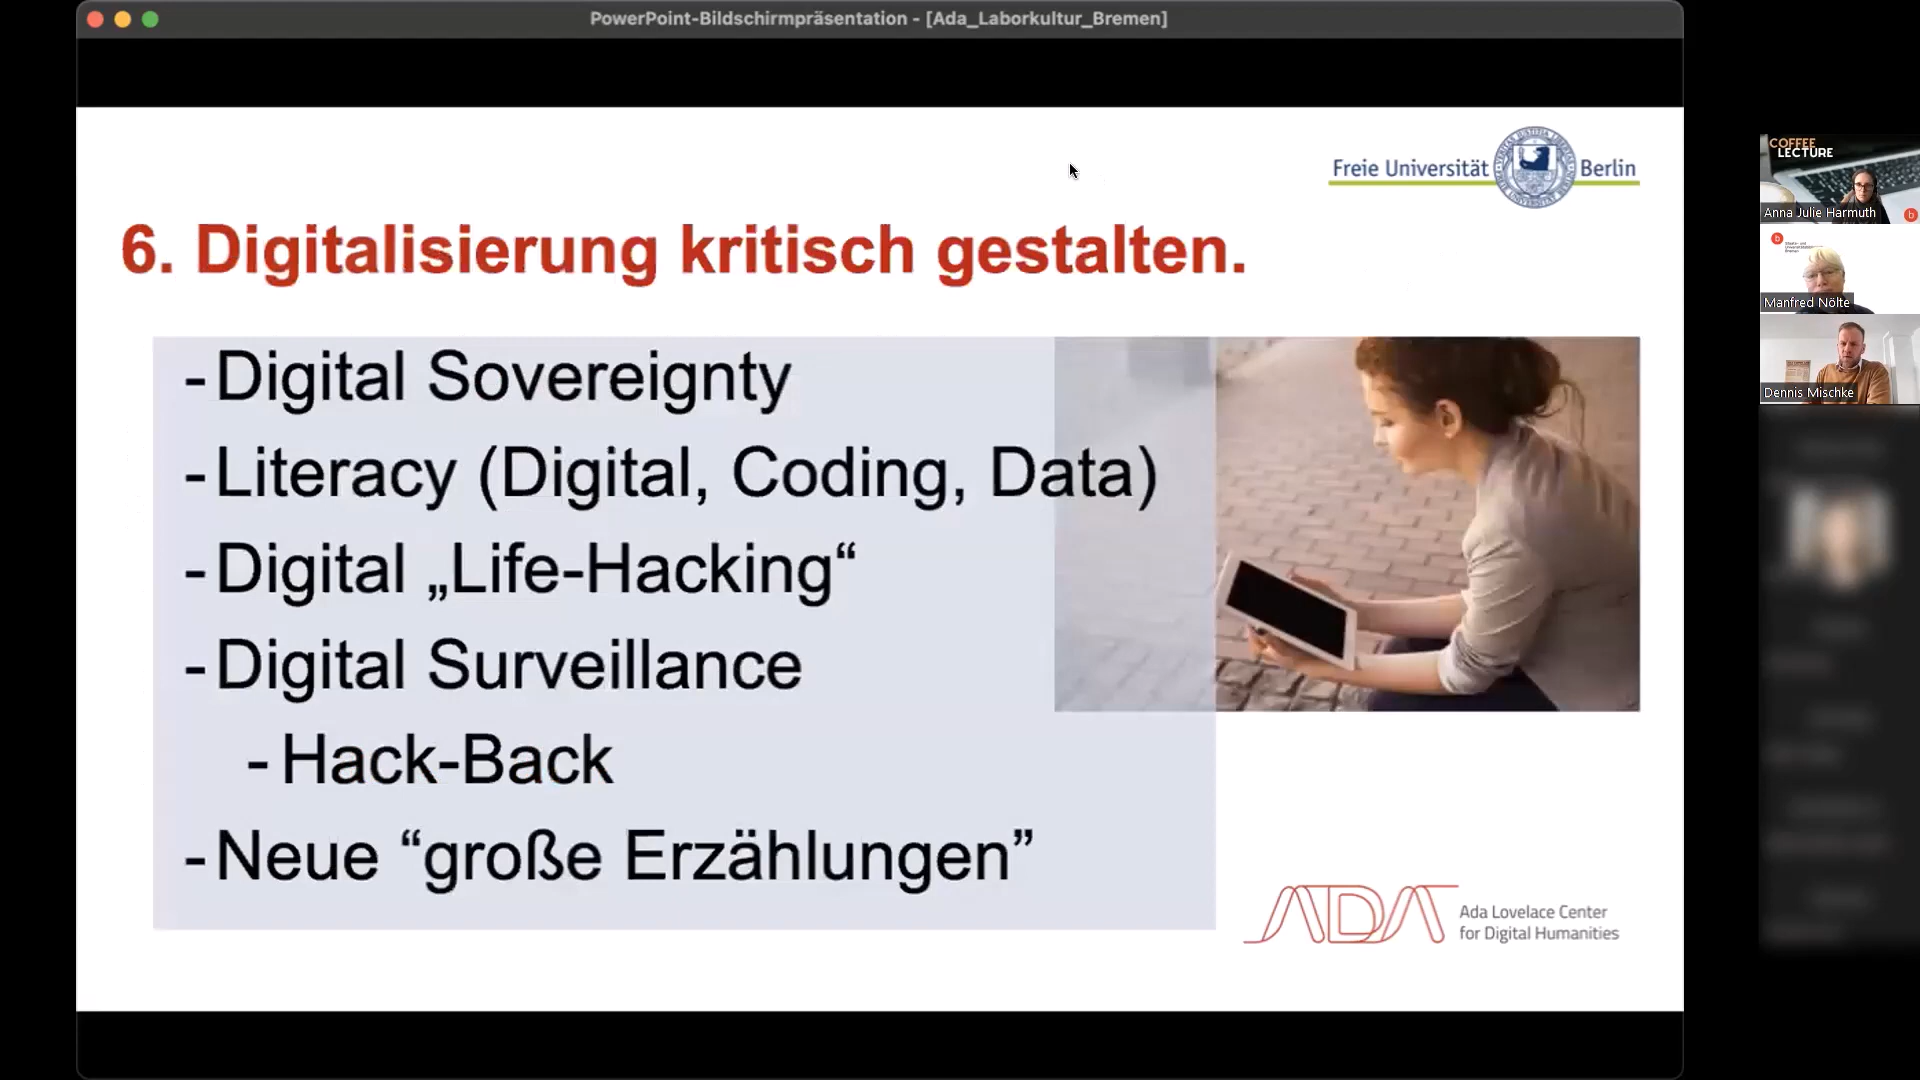 PowerPoint-Bildschirmpräsentation - [Ada_Laborkultur_Bremen]
Freie Universität Berlin
6. Digitalisierung kritisch gestalten.
- Digital Sovereignty
- Literacy (Digital, Coding, Data)
- Digital „Life-Hacking“
- Digital Surveillance
- Hack-Back
- Neue “große Erzählungen”
ADA
Ada Lovelace Center
for Digital Humanities
COFFEE
LECTURE
Anna Julie Harmuth
b
b
Manfred Nölte
Dennis Mischke